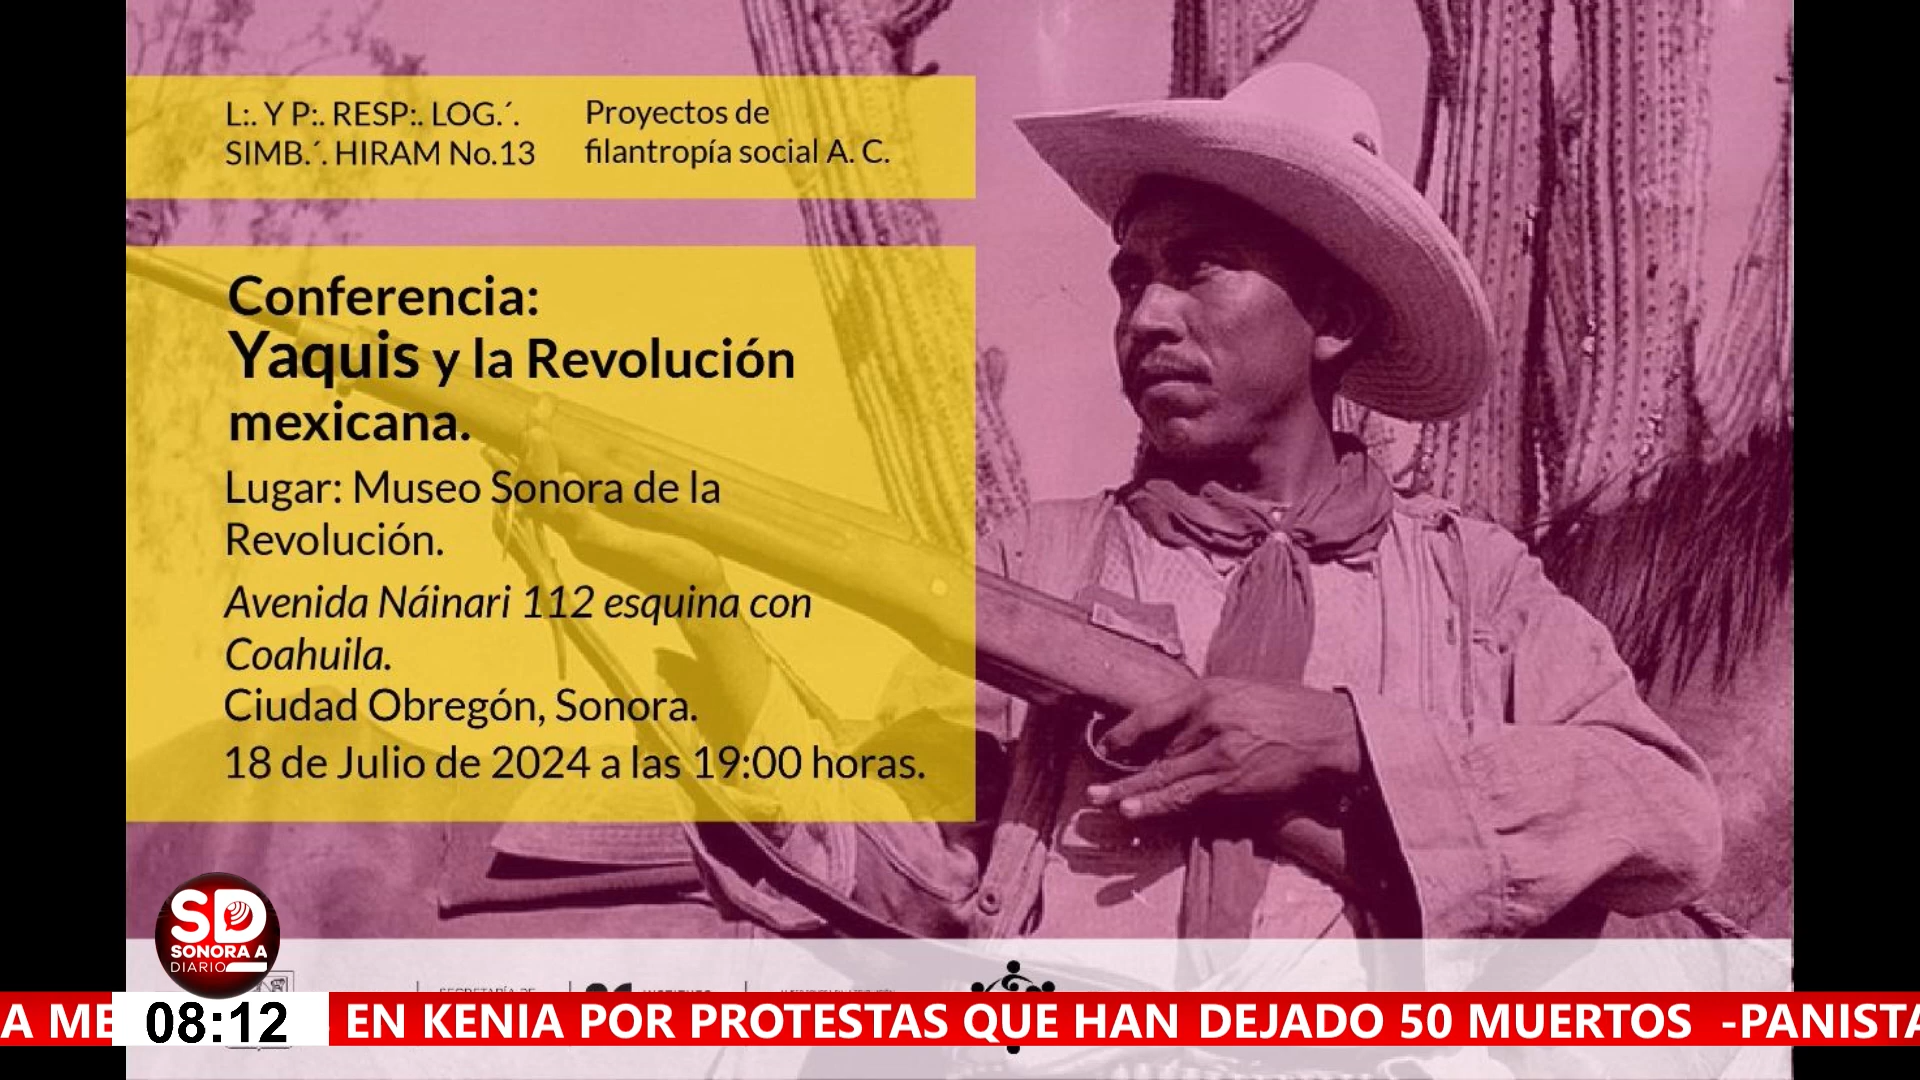 L:. Y P:. RESP:. LOG.´.
SIMB.´. HIRAM No.13
Proyectos de
filantropía social A. C.
Conferencia:
Yaquis y la Revolución
mexicana.
Lugar: Museo Sonora de la
Revolución.
Avenida Náinari 112 esquina con
Coahuila.
Ciudad Obregón, Sonora.
18 de Julio de 2024 a las 19:00 horas.
SD
SONORA A
DIARIO
A ME
08:12
EN KENIA POR PROTESTAS QUE HAN DEJADO 50 MUERTOS -PANISTA